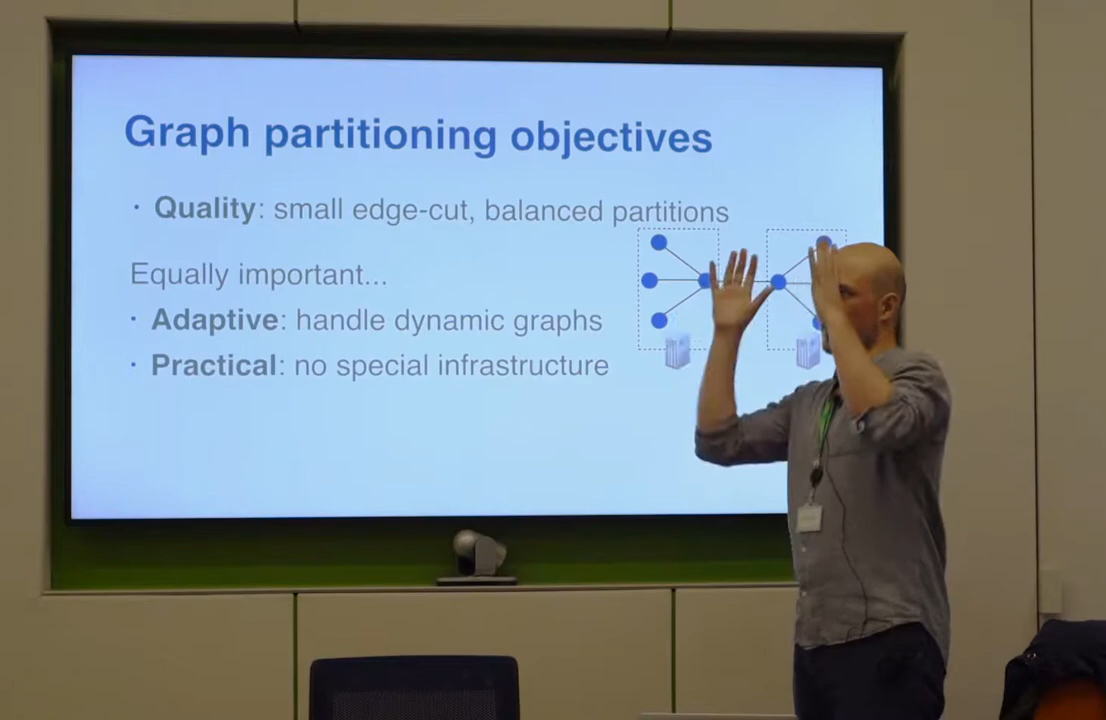 Graph partitioning objectives
· Quality: small edge-cut, balanced partitions
Equally important...
· Adaptive: handle dynamic graphs
· Practical: no special infrastructure